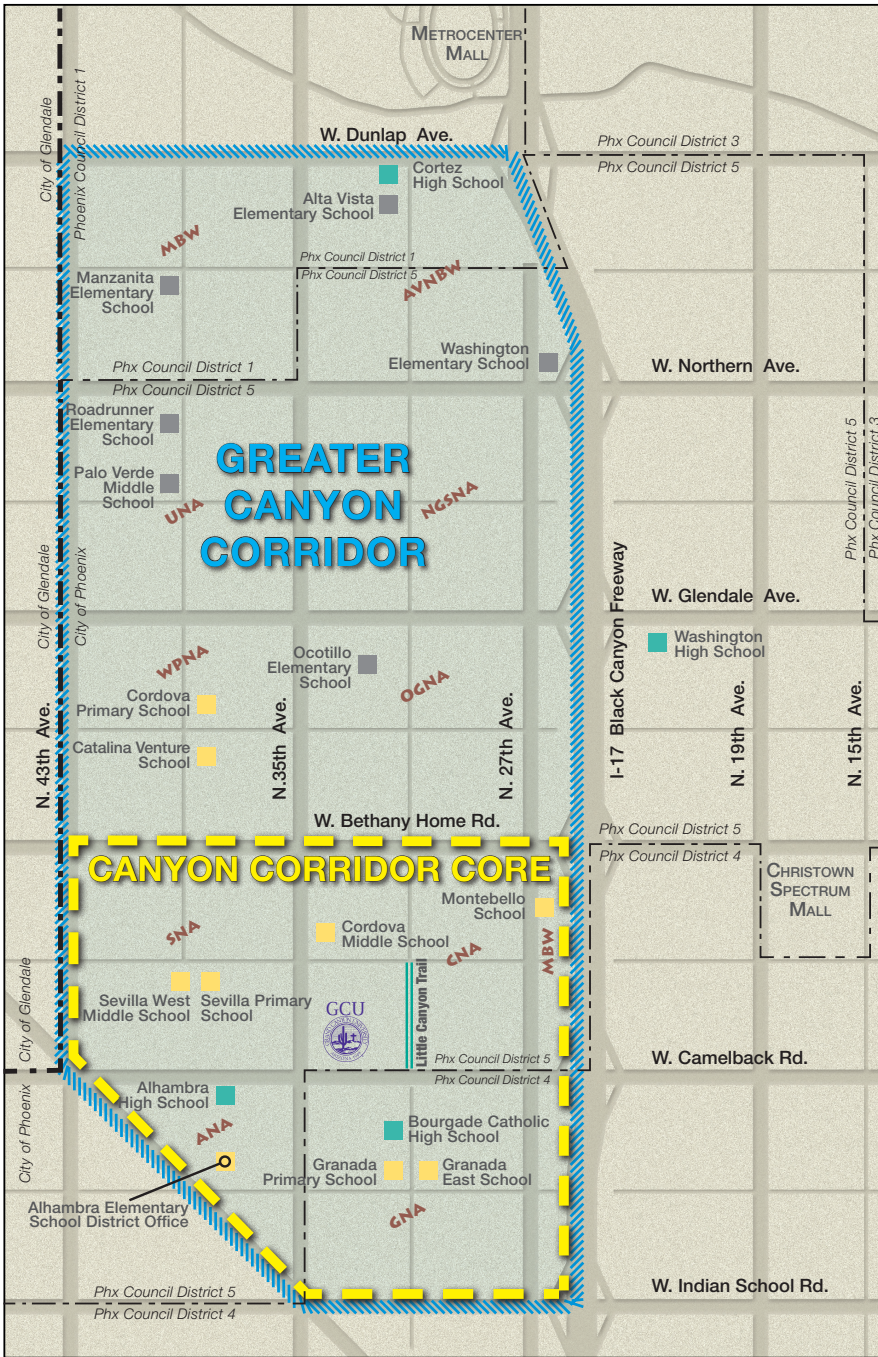 METROCENTER
MALL
City of Glendale
Phoenix Council District 1
W. Dunlap Ave.
Phx Council District 3
Phx Council District 5
Cortez
High School
Alta Vista
Elementary School
MBW
Phx Council District 1
Phx Council District 5
AVNBW
Manzanita
Elementary
School
Washington
Elementary School
Phx Council District 1
Phx Council District 5
W. Northern Ave.
Roadrunner
Elementary
School
Palo Verde
Middle
School
UNA
GREATER
CANYON
CORRIDOR
NGSNA
Phx Council District 5
Phx Council District 3
City of Glendale
City of Phoenix
I-17 Black Canyon Freeway
W. Glendale Ave.
Washington
High School
WPNA
Ocotillo
Elementary
School
OGNA
Cordova
Primary School
Catalina Venture
School
N. 43th Ave.
N.35th Ave.
N. 27th Ave.
N. 19th Ave.
N. 15th Ave.
W. Bethany Home Rd.
Phx Council District 5
Phx Council District 4
CANYON CORRIDOR CORE
CHRISTOWN
SPECTRUM
MALL
Montebello
School
SNA
Cordova
Middle School
CNA
MBW
City of Glendale
Sevilla West
Middle School
Sevilla Primary
School
GCU
Little Canyon Trail
Phx Council District 5
Phx Council District 4
W. Camelback Rd.
City of Phoenix
Alhambra
High School
ANA
Bourgade Catholic
High School
Granada
Primary School
Granada
East School
Alhambra Elementary
School District Office
GNA
Phx Council District 5
Phx Council District 4
W. Indian School Rd.